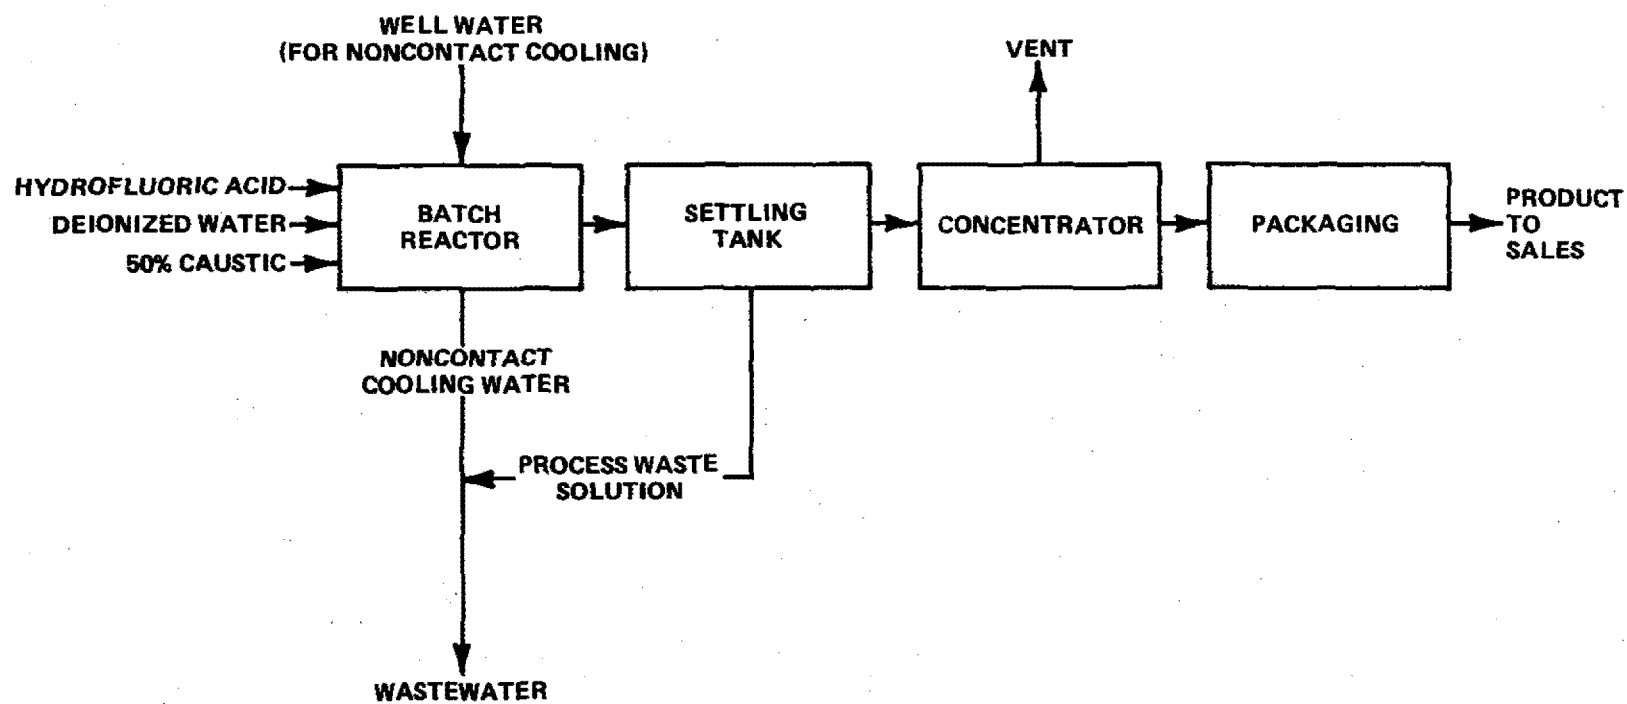 WELL WATER
(FOR NONCONTACT COOLING)
VENT
HYDROFLUORIC ACID
DEIONIZED WATER
50% CAUSTIC
BATCH
REACTOR
SETTLING
TANK
CONCENTRATOR
PACKAGING
PRODUCT
TO
SALES
NONCONTACT
COOLING WATER
PROCESS WASTE
SOLUTION
WASTEWATER